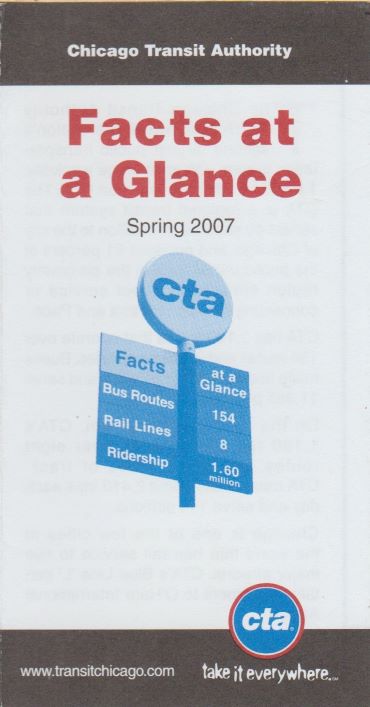 Chicago Transit Authority
Facts at
a Glance
Spring 2007
cta
Facts at a
Glance
Bus Routes 154
Rail Lines 8
Ridership 1.60
million
cta
www.transitchicago.com take it everywhere.™